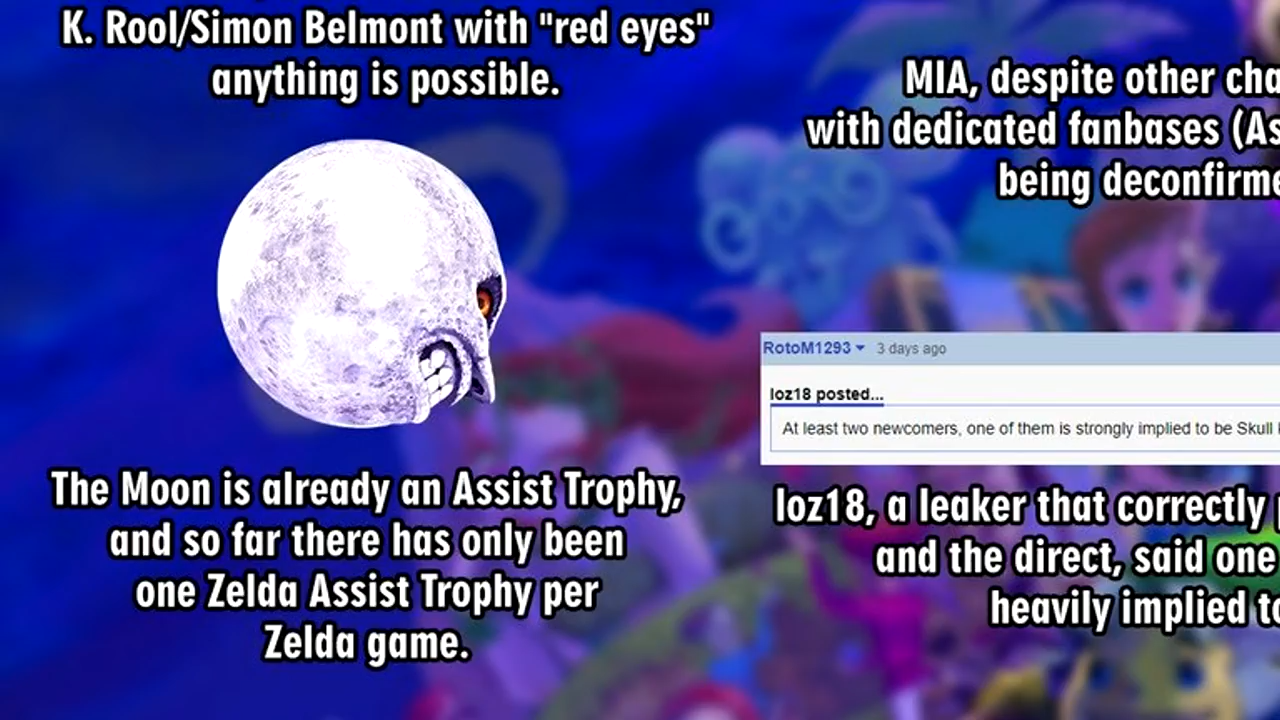 K. Rool/Simon Belmont with "red eyes"
anything is possible.
The Moon is already an Assist Trophy,
and so far there has only been
one Zelda Assist Trophy per
Zelda game.
MIA, despite other cha
with dedicated fanbases (As
being deconfirme
RotoM1293 3 days ago
loz18 posted...
At least two newcomers, one of them is strongly implied to be Skull
loz18, a leaker that correctly
and the direct, said one
heavily implied to